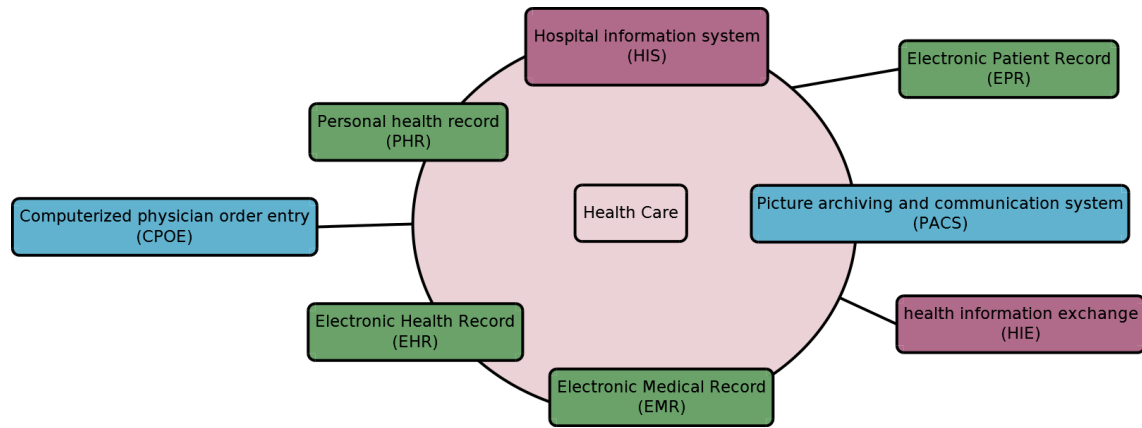 Hospital information system
(HIS)
Electronic Patient Record
(EPR)
Personal health record
(PHR)
Health Care
Picture archiving and communication system
(PACS)
Computerized physician order entry
(CPOE)
health information exchange
(HIE)
Electronic Health Record
(EHR)
Electronic Medical Record
(EMR)